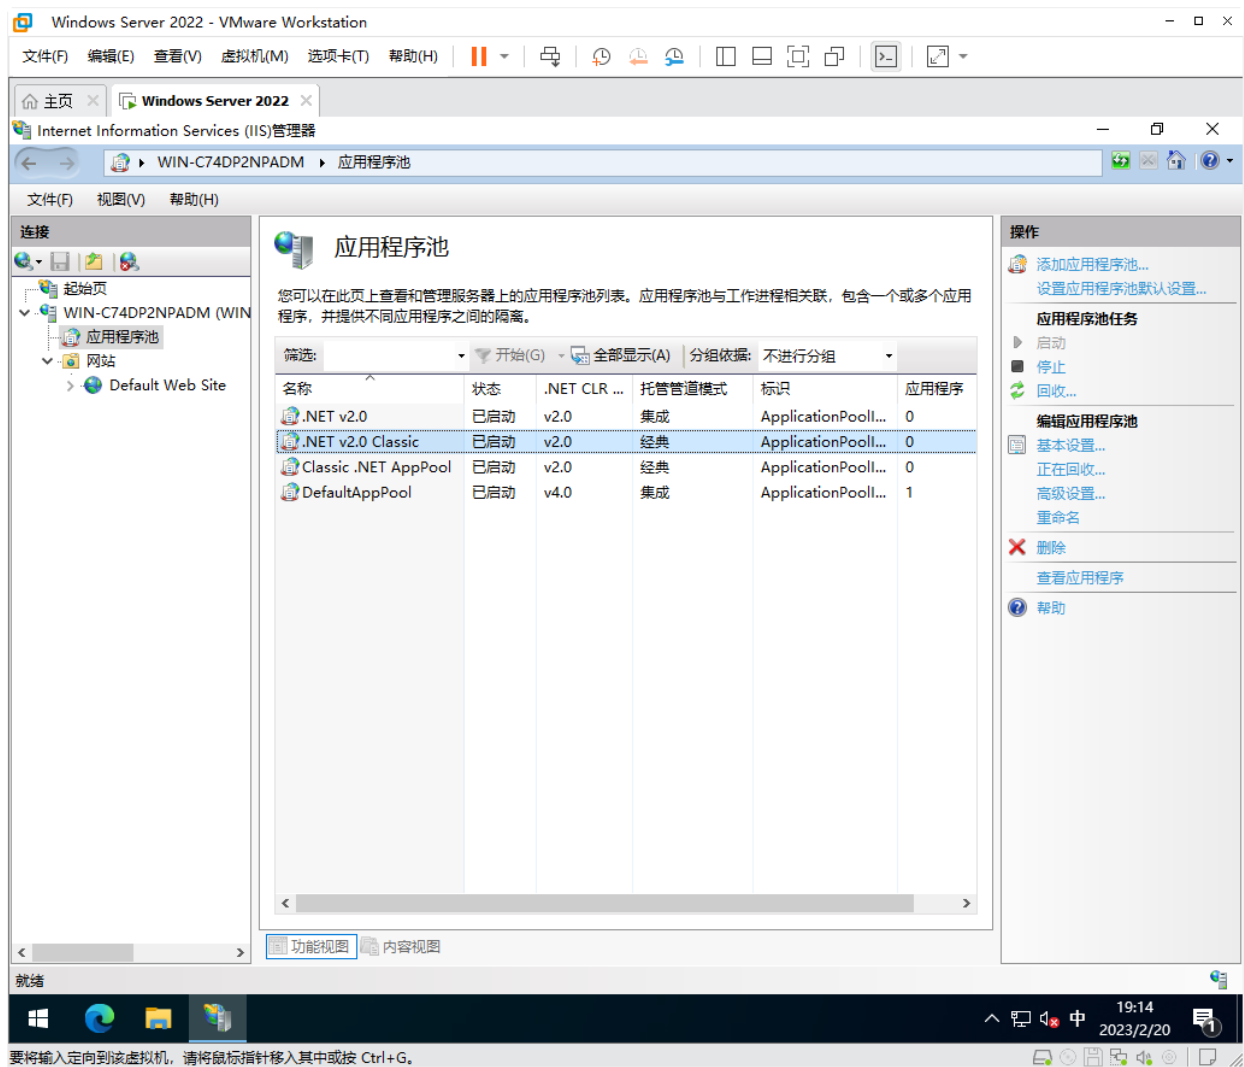 Windows Server 2022 - VMware Workstation
文件(F) 编辑(E) 查看(V) 虚拟机(M) 选项卡(T) 帮助(H)
主页 Windows Server 2022
Internet Information Services (IIS)管理器
WIN-C74DP2NPADM 应用程序池
文件(F) 视图(V) 帮助(H)
连接
起始页
WIN-C74DP2NPADM (WIN
应用程序池
网站
Default Web Site
应用程序池
您可以在此页上查看和管理服务器上的应用程序池列表。应用程序池与工作进程相关联，包含一个或多个应用
程序，并提供不同应用程序之间的隔离。
筛选: 开始(G) 全部显示(A) 分组依据: 不进行分组
名称 状态 .NET CLR ... 托管管道模式 标识 应用程序
.NET v2.0 已启动 v2.0 集成 ApplicationPoolI... 0
.NET v2.0 Classic 已启动 v2.0 经典 ApplicationPoolI... 0
Classic .NET AppPool 已启动 v2.0 经典 ApplicationPoolI... 0
DefaultAppPool 已启动 v4.0 集成 ApplicationPoolI... 1
功能视图 内容视图
操作
添加应用程序池...
设置应用程序池默认设置...
应用程序池任务
启动
停止
回收...
编辑应用程序池
基本设置...
正在回收...
高级设置...
重命名
删除
查看应用程序
帮助
就绪
中
19:14
2023/2/20
1
要将输入定向到该虚拟机，请将鼠标指针移入其中或按 Ctrl+G。